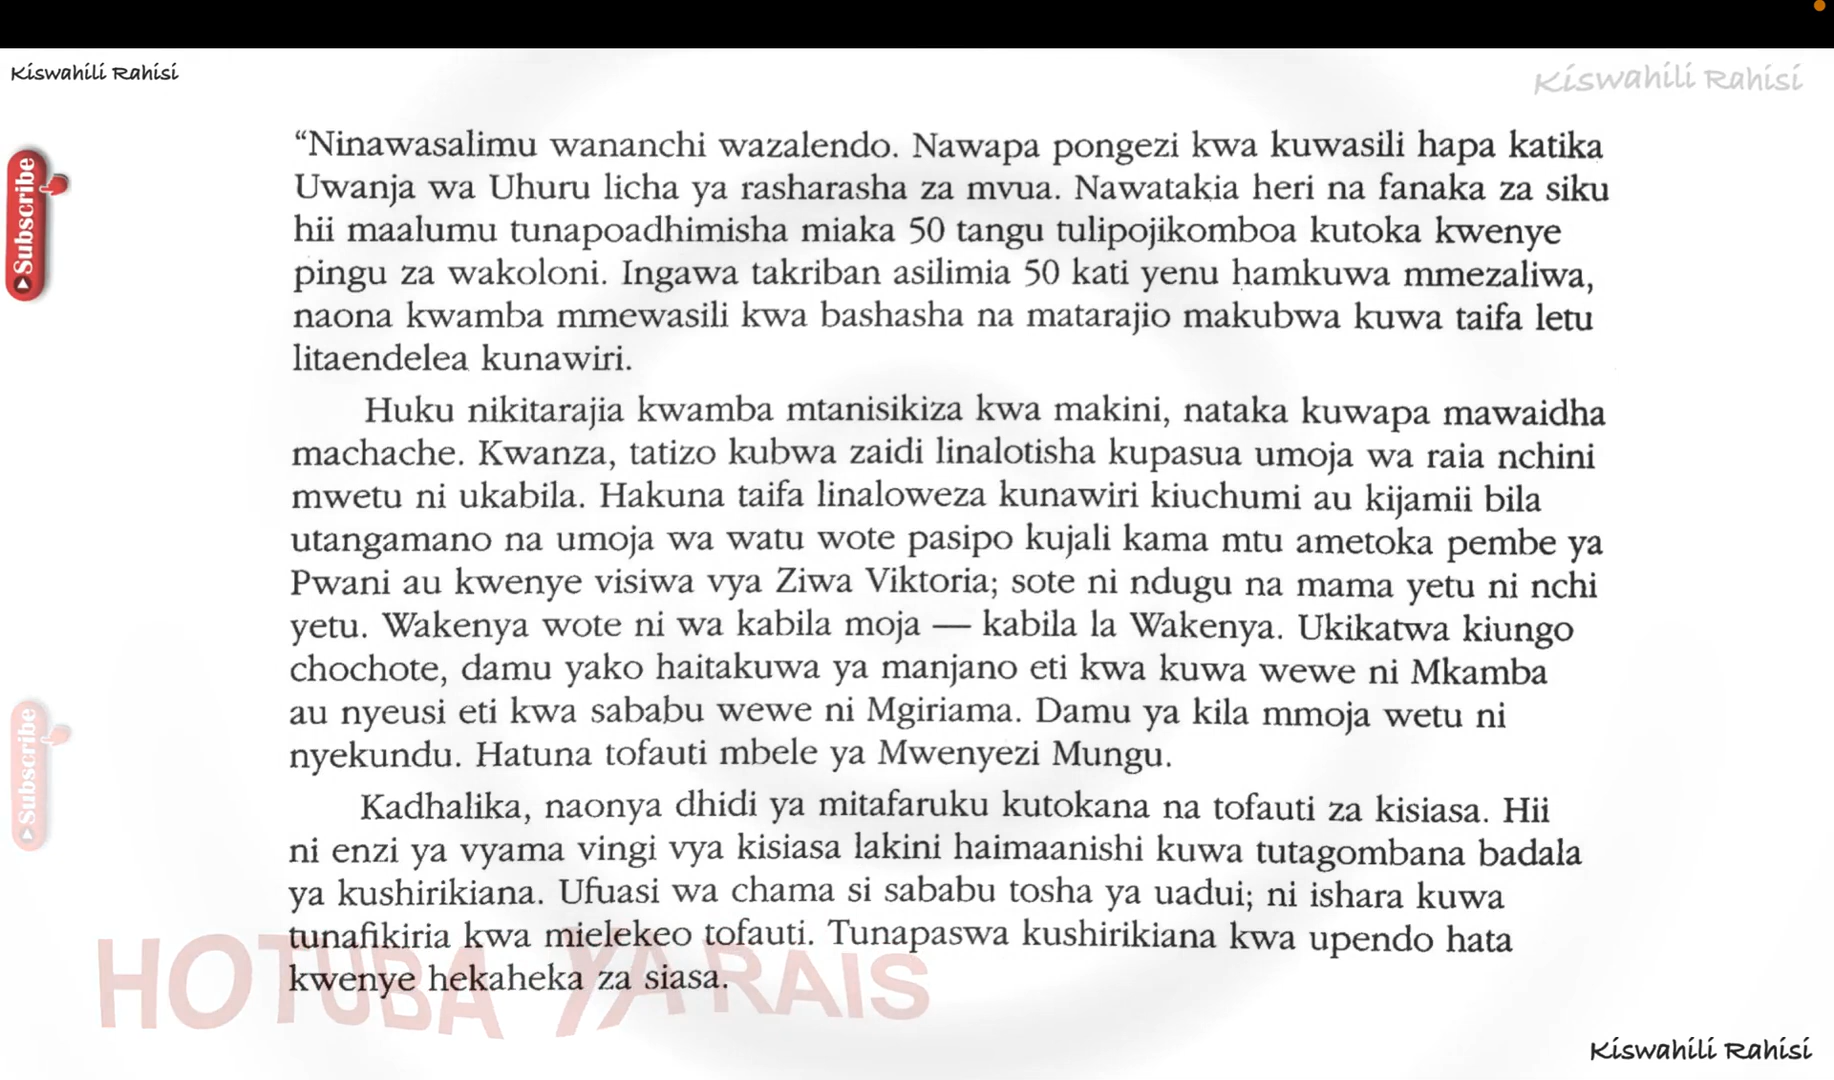 Kiswahili Rahisi
Kiswahili Rahisi
Subscribe
“Ninawasalimu wananchi wazalendo. Nawapa pongezi kwa kuwasili hapa katika
Uwanja wa Uhuru licha ya rasharasha za mvua. Nawatakia heri na fanaka za siku
hii maalumu tunapoadhimisha miaka 50 tangu tulipojikomboa kutoka kwenye
pingu za wakoloni. Ingawa takriban asilimia 50 kati yenu hamkuwa mmezaliwa,
naona kwamba mmewasili kwa bashasha na matarajio makubwa kuwa taifa letu
litaendelea kunawiri.
Huku nikitarajia kwamba mtanisikiza kwa makini, nataka kuwapa mawaidha
machache. Kwanza, tatizo kubwa zaidi linalotisha kupasua umoja wa raia nchini
mwetu ni ukabila. Hakuna taifa linaloweza kunawiri kiuchumi au kijamii bila
utangamano na umoja wa watu wote pasipo kujali kama mtu ametoka pembe ya
Pwani au kwenye visiwa vya Ziwa Viktoria; sote ni ndugu na mama yetu ni nchi
yetu. Wakenya wote ni wa kabila moja — kabila la Wakenya. Ukikatwa kiungo
chochote, damu yako haitakuwa ya manjano eti kwa kuwa wewe ni Mkamba
au nyeusi eti kwa sababu wewe ni Mgiriama. Damu ya kila mmoja wetu ni
nyekundu. Hatuna tofauti mbele ya Mwenyezi Mungu.
Subscribe
Kadhalika, naonya dhidi ya mitafaruku kutokana na tofauti za kisiasa. Hii
ni enzi ya vyama vingi vya kisiasa lakini haimaanishi kuwa tutagombana badala
ya kushirikiana. Ufuasi wa chama si sababu tosha ya uadui; ni ishara kuwa
tunafikiria kwa mielekeo tofauti. Tunapaswa kushirikiana kwa upendo hata
kwenye hekaheka za siasa.
HOTUBA YA RAIS
Kiswahili Rahisi